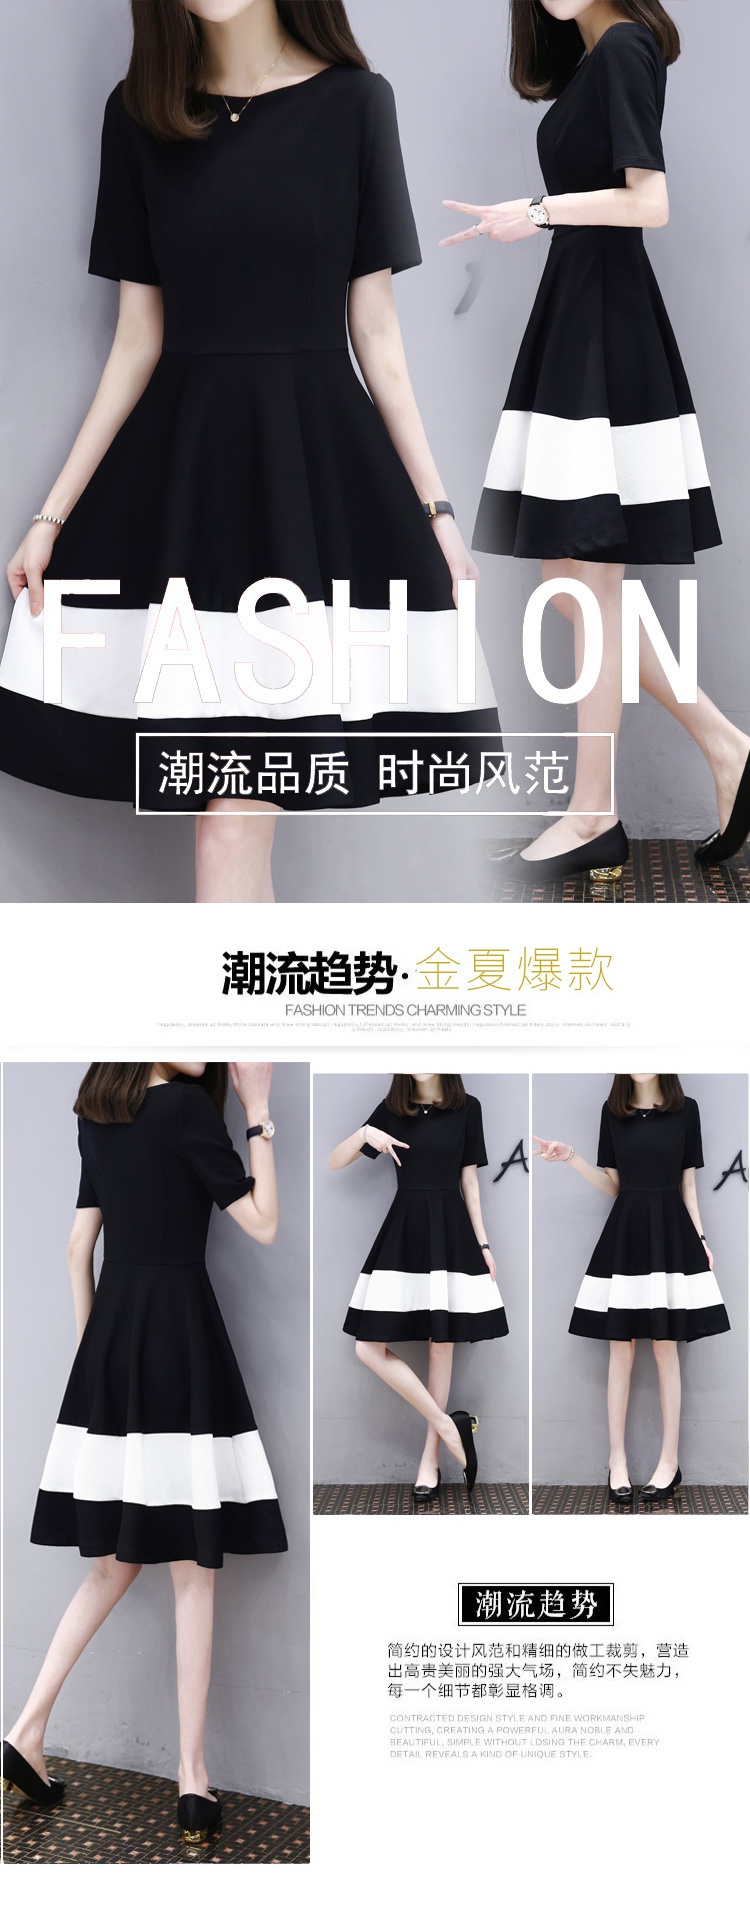 FASHION
潮流品质 时尚风范
潮流趋势·金夏爆款
FASHION TRENDS CHARMING STYLE
A
A
潮流趋势
简约的设计风范和精细的做工裁剪，营造
出高贵美丽的强大气场，简约不失魅力，
每一个细节都彰显格调。
CONTRACTED DESIGN STYLE AND FINE WORKMANSHIP
CUTTING, CREATING A POWERFUL AURA NOBLE AND
BEAUTIFUL, SIMPLE WITHOUT LOSING THE CHARM, EVERY
DETAIL REVEALS A KIND OF UNIQUE STYLE.